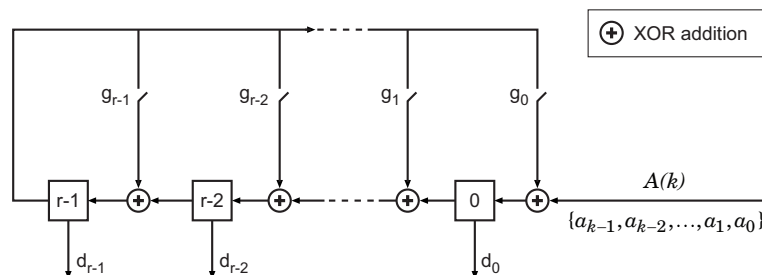 XOR addition
g_{r-1} g_{r-2} g_1 g_0
r-1 r-2 0 A(k)
{a_{k-1}, a_{k-2}, ..., a_1, a_0}
d_{r-1} d_{r-2} d_0